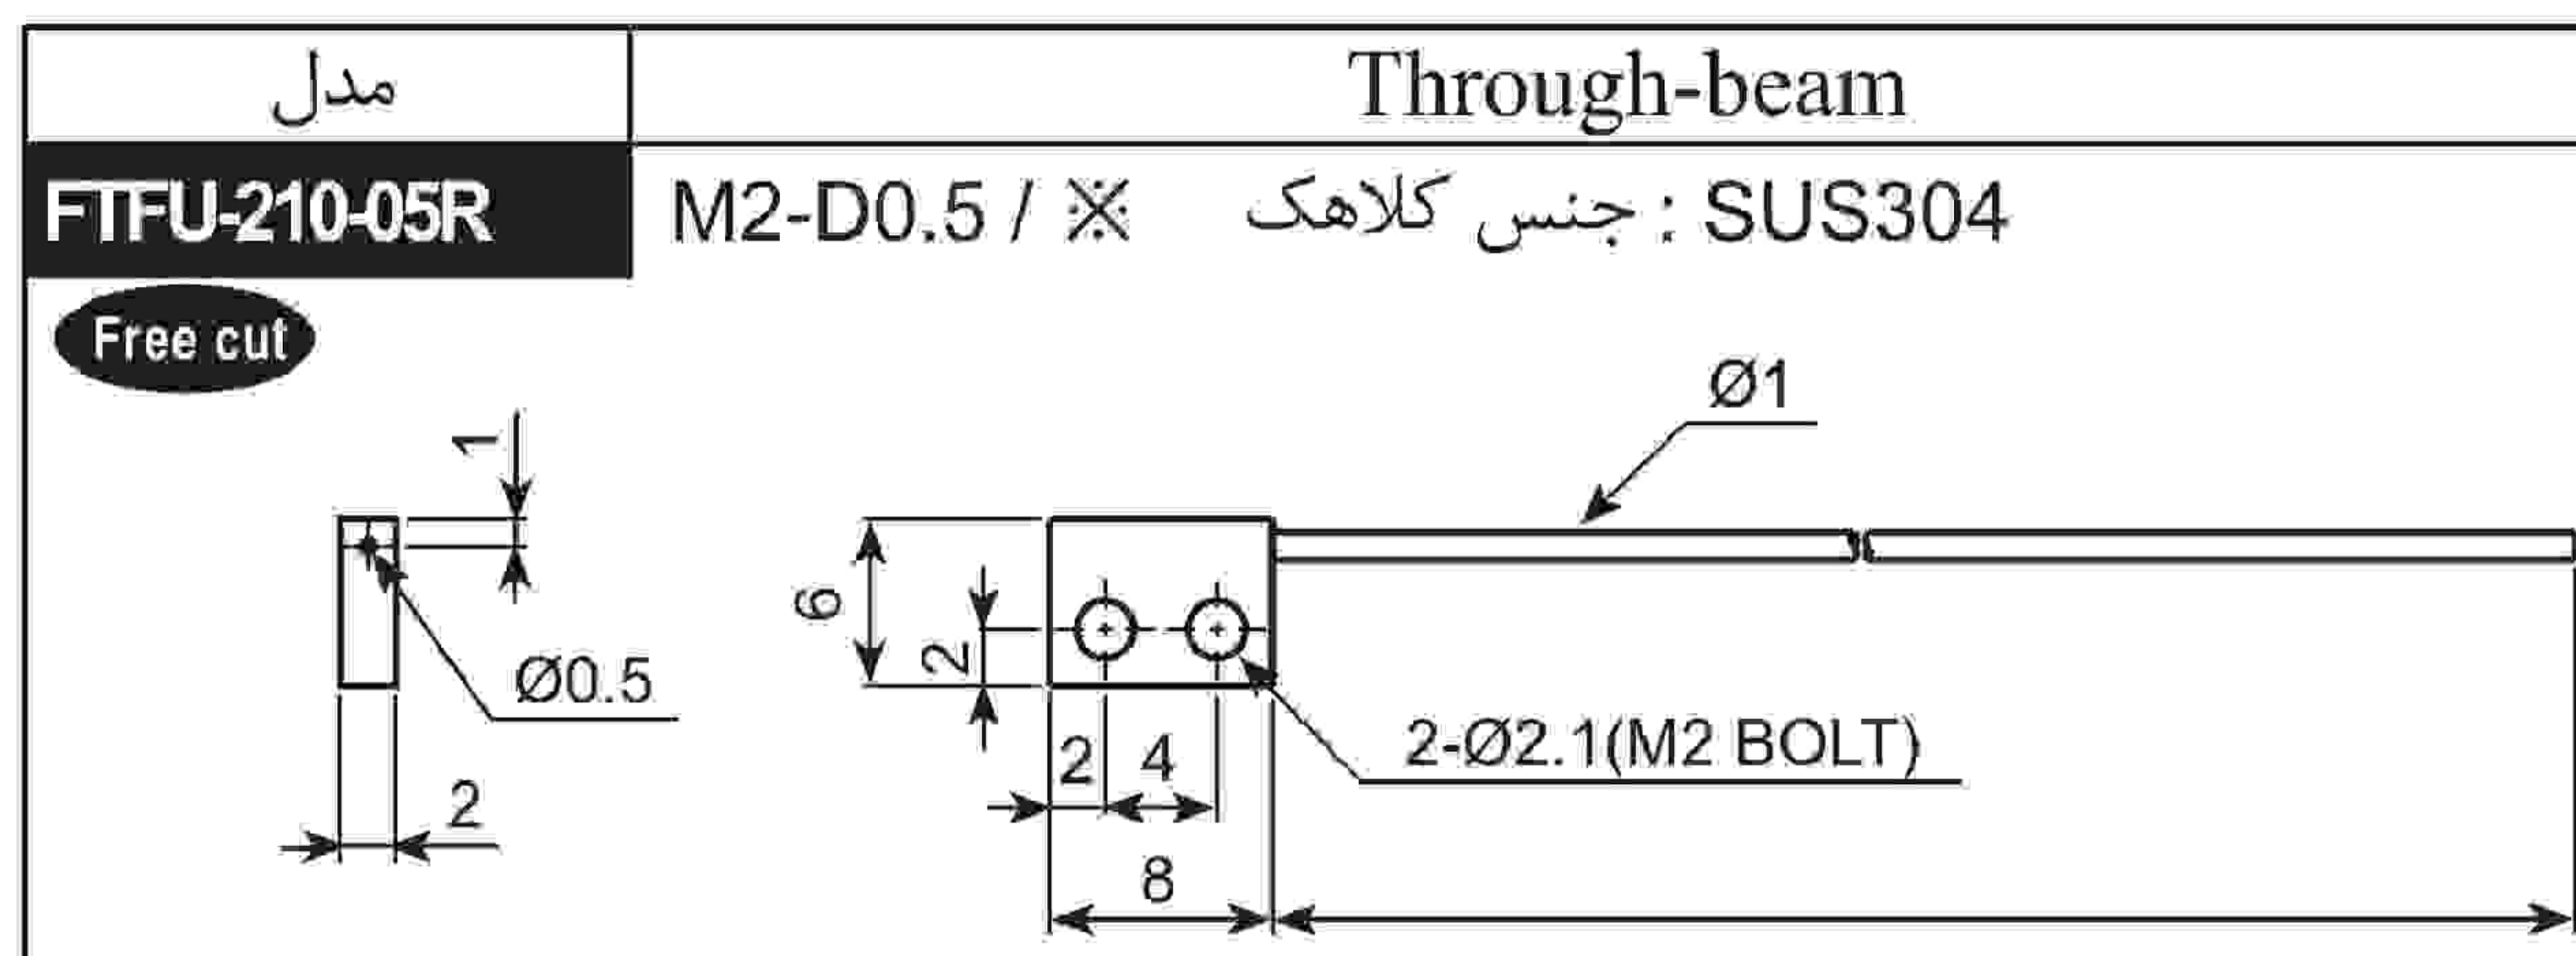 مدل
Through-beam
FTFU-210-05R
M2-D0.5 / ※ جنس کلاهک : SUS304
Free cut
Ø1
1
Ø0.5
2
6
2
2 4
2-Ø2.1(M2 BOLT)
8